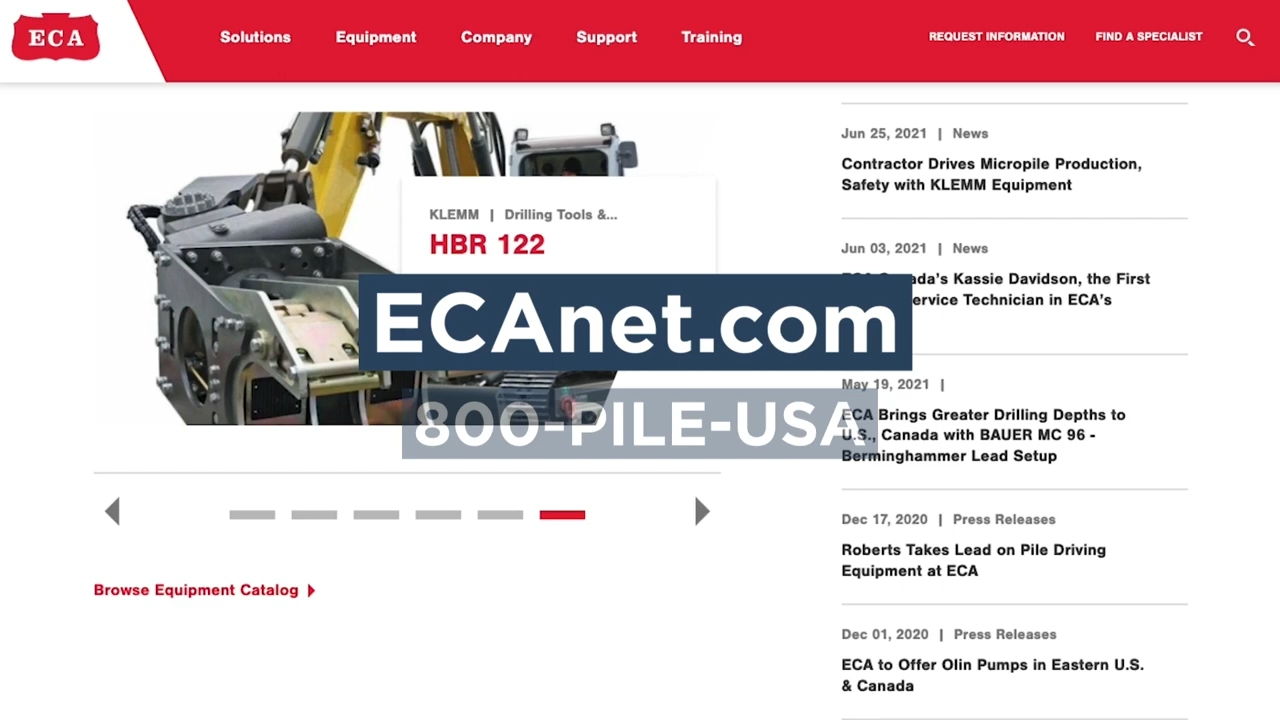 ECA
Solutions
Equipment
Company
Support
Training
REQUEST INFORMATION
FIND A SPECIALIST
KLEMM | Drilling Tools &...
HBR 122
ECAnet.com
800-PILE-USA
Browse Equipment Catalog
Jun 25, 2021 | News
Contractor Drives Micropile Production,
Safety with KLEMM Equipment
Jun 03, 2021 | News
Kassie Davidson, the First
Technician in ECA's
May 19, 2021 |
ECA Brings Greater Drilling Depths to
U.S., Canada with BAUER MC 96 -
Berminghammer Lead Setup
Dec 17, 2020 | Press Releases
Roberts Takes Lead on Pile Driving
Equipment at ECA
Dec 01, 2020 | Press Releases
ECA to Offer Olin Pumps in Eastern U.S.
& Canada